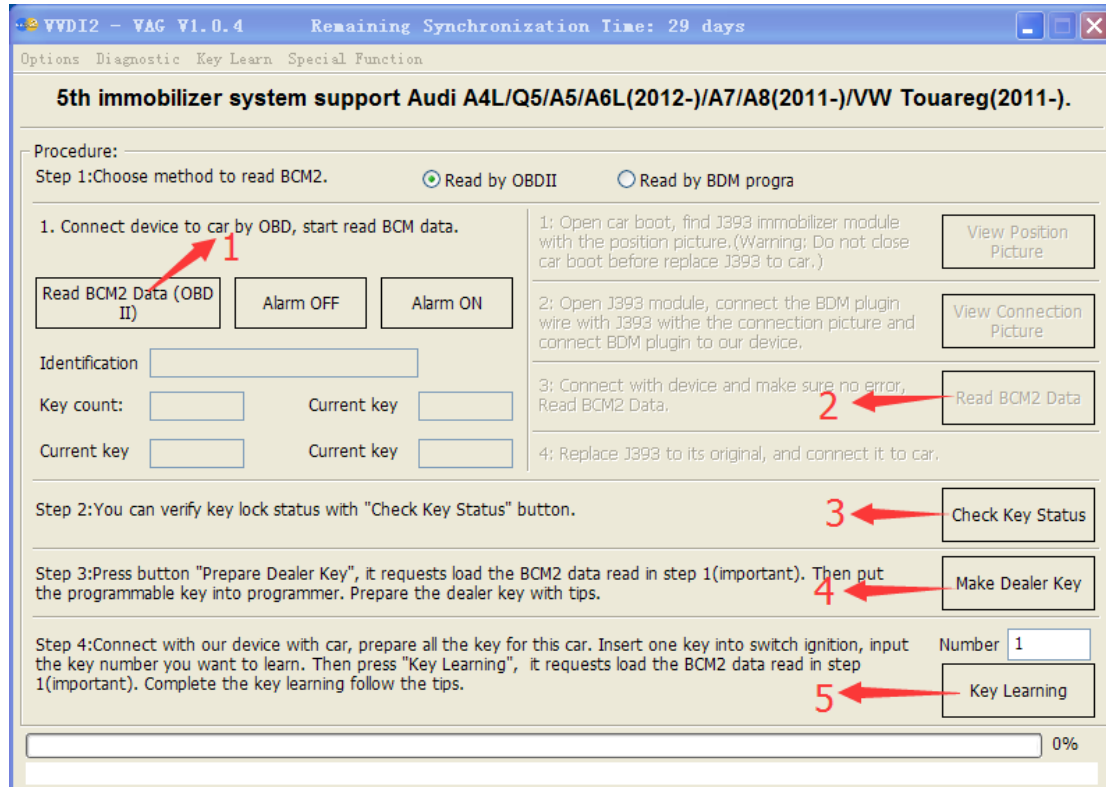 VVDI2 - VAG V1.0.4 Remaining Synchronization Time: 29 days
Options Diagnostic Key Learn Special Function
5th immobilizer system support Audi A4L/Q5/A5/A6L(2012-)/A7/A8(2011-)/VW Touareg(2011-).
Procedure:
Step 1:Choose method to read BCM2.
Read by OBDII
Read by BDM progra
1. Connect device to car by OBD, start read BCM data.
1
Read BCM2 Data (OBD
II)
Alarm OFF
Alarm ON
Identification
Key count:
Current key
Current key
Current key
1: Open car boot, find J393 immobilizer module
with the position picture.(Warning: Do not close
car boot before replace J393 to car.)
View Position
Picture
2: Open J393 module, connect the BDM plugin
wire with J393 withe the connection picture and
connect BDM plugin to our device.
View Connection
Picture
3: Connect with device and make sure no error,
Read BCM2 Data.
2
Read BCM2 Data
4: Replace J393 to its original, and connect it to car.
Step 2:You can verify key lock status with "Check Key Status" button.
3
Check Key Status
Step 3:Press button "Prepare Dealer Key", it requests load the BCM2 data read in step 1(important). Then put
the programmable key into programmer. Prepare the dealer key with tips.
4
Make Dealer Key
Step 4:Connect with our device with car, prepare all the key for this car. Insert one key into switch ignition, input
the key number you want to learn. Then press "Key Learning", it requests load the BCM2 data read in step
1(important). Complete the key learning follow the tips.
Number 1
5
Key Learning
0%